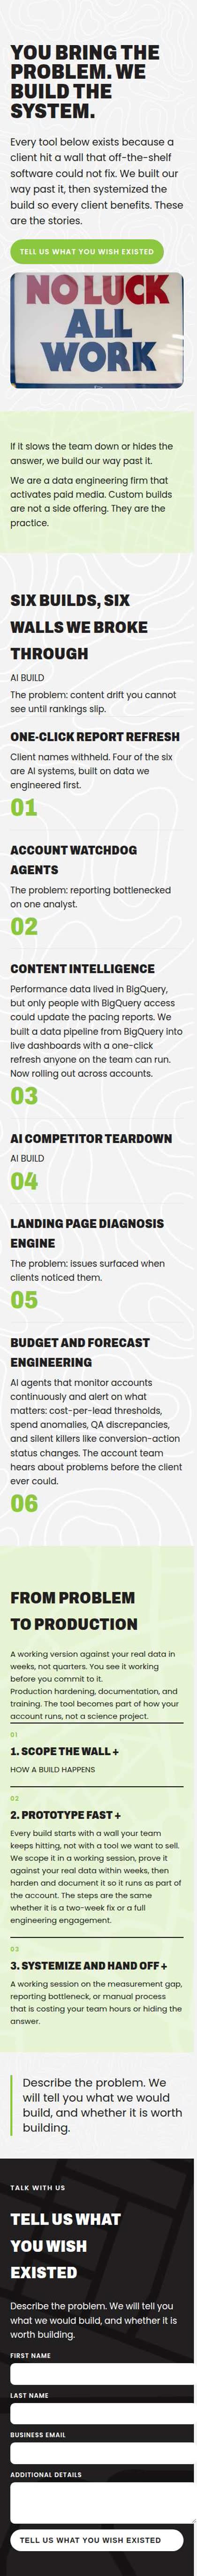 YOU BRING THE
PROBLEM. WE
BUILD THE
SYSTEM.
Every tool below exists because a
client hit a wall that off-the-shelf
software could not fix. We built our
way past it, then systemized the
build so every client benefits. These
are the stories.
TELL US WHAT YOU WISH EXISTED
NO LUCK
ALL
WORK
If it slows the team down or hides the
answer, we build our way past it.
We are a data engineering firm that
activates paid media. Custom builds
are not a side offering. They are the
practice.
SIX BUILDS, SIX
WALLS WE BROKE
THROUGH
AI BUILD
The problem: content drift you cannot
see until rankings slip.
ONE-CLICK REPORT REFRESH
Client names withheld. Four of the six
are AI systems, built on data we
engineered first.
01
ACCOUNT WATCHDOG
AGENTS
The problem: reporting bottlenecked
on one analyst.
02
CONTENT INTELLIGENCE
Performance data lived in BigQuery,
but only people with BigQuery access
could update the pacing reports. We
built a data pipeline from BigQuery into
live dashboards with a one-click
refresh anyone on the team can run.
Now rolling out across accounts.
03
AI COMPETITOR TEARDOWN
AI BUILD
04
LANDING PAGE DIAGNOSIS
ENGINE
The problem: issues surfaced when
clients noticed them.
05
BUDGET AND FORECAST
ENGINEERING
AI agents that monitor accounts
continuously and alert on what
matters: cost-per-lead thresholds,
spend anomalies, QA discrepancies,
and silent killers like conversion-action
status changes. The account team
hears about problems before the client
ever could.
06
FROM PROBLEM
TO PRODUCTION
A working version against your real data in
weeks, not quarters. You see it working
before you commit to it.
Production hardening, documentation, and
training. The tool becomes part of how your
account runs, not a science project.
01
1. SCOPE THE WALL +
HOW A BUILD HAPPENS
02
2. PROTOTYPE FAST +
Every build starts with a wall your team
keeps hitting, not with a tool we want to sell.
We scope it in a working session, prove it
against your real data within weeks, then
harden and document it so it runs as part of
the account. The steps are the same
whether it is a two-week fix or a full
engineering engagement.
03
3. SYSTEMIZE AND HAND OFF +
A working session on the measurement gap,
reporting bottleneck, or manual process
that is costing your team hours or hiding the
answer.
Describe the problem. We
will tell you what we would
build, and whether it is worth
building.
TALK WITH US
TELL US WHAT
YOU WISH
EXISTED
Describe the problem. We will tell you
what we would build, and whether it is
worth building.
FIRST NAME
LAST NAME
BUSINESS EMAIL
ADDITIONAL DETAILS
TELL US WHAT YOU WISH EXISTED